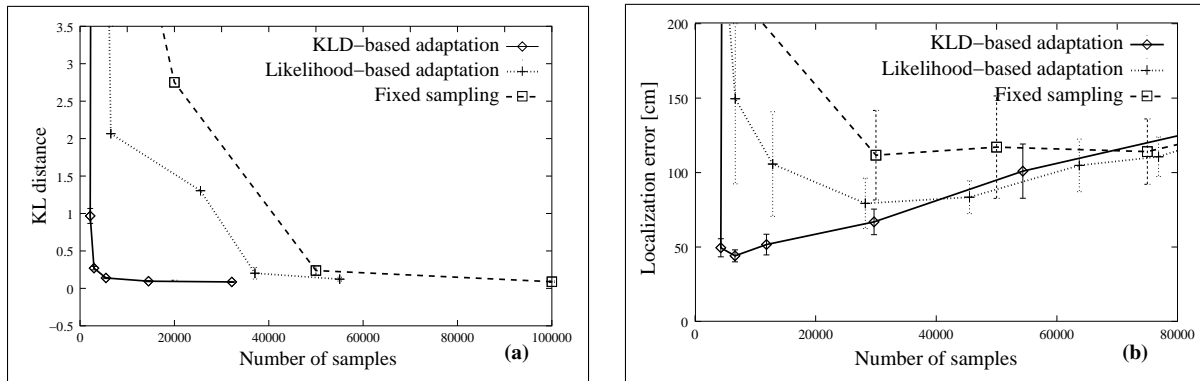 3.5
3
2.5
2
1.5
1
0.5
0
−0.5
KL distance
KLD−based adaptation
Likelihood−based adaptation
Fixed sampling
0 20000 40000 60000 80000 100000
Number of samples
(a)
200
150
100
50
0
Localization error [cm]
KLD−based adaptation
Likelihood−based adaptation
Fixed sampling
0 20000 40000 60000 80000
Number of samples
(b)